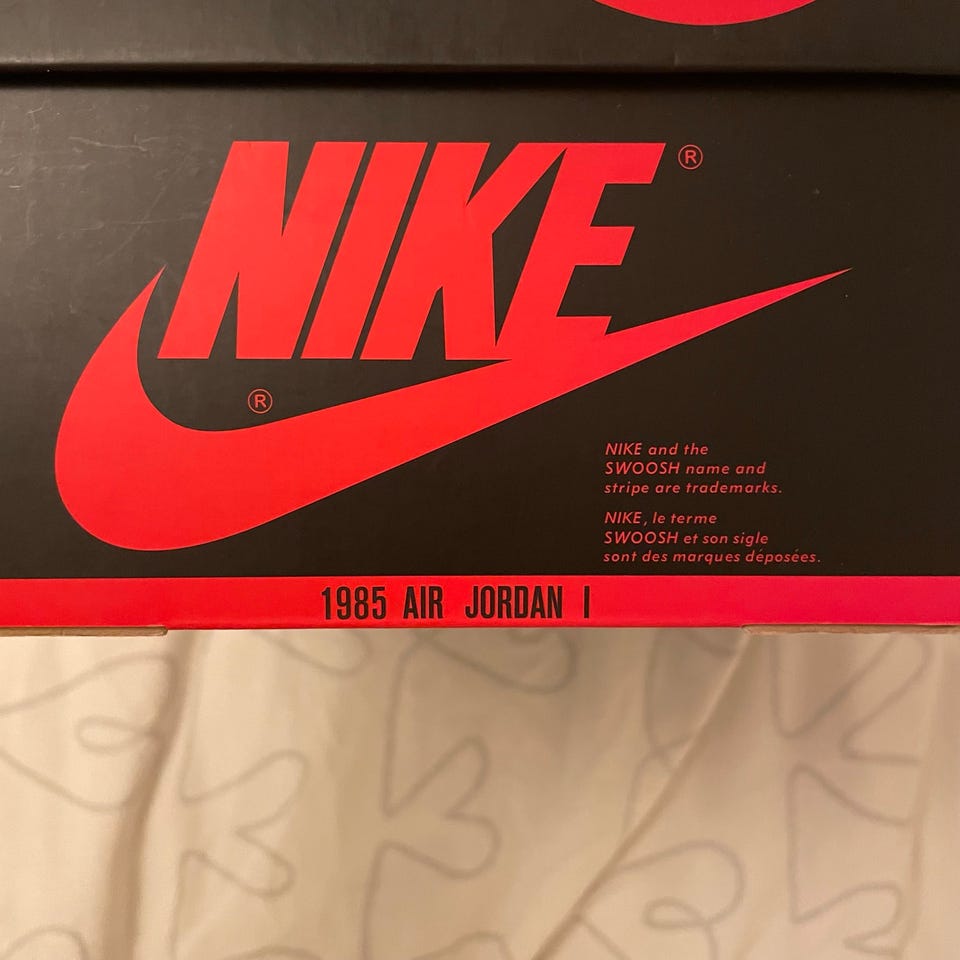 NIKE ®
®
NIKE and the
SWOOSH name and
stripe are trademarks.
NIKE, le terme
SWOOSH et son sigle
sont des marques déposées.
1985 AIR JORDAN I